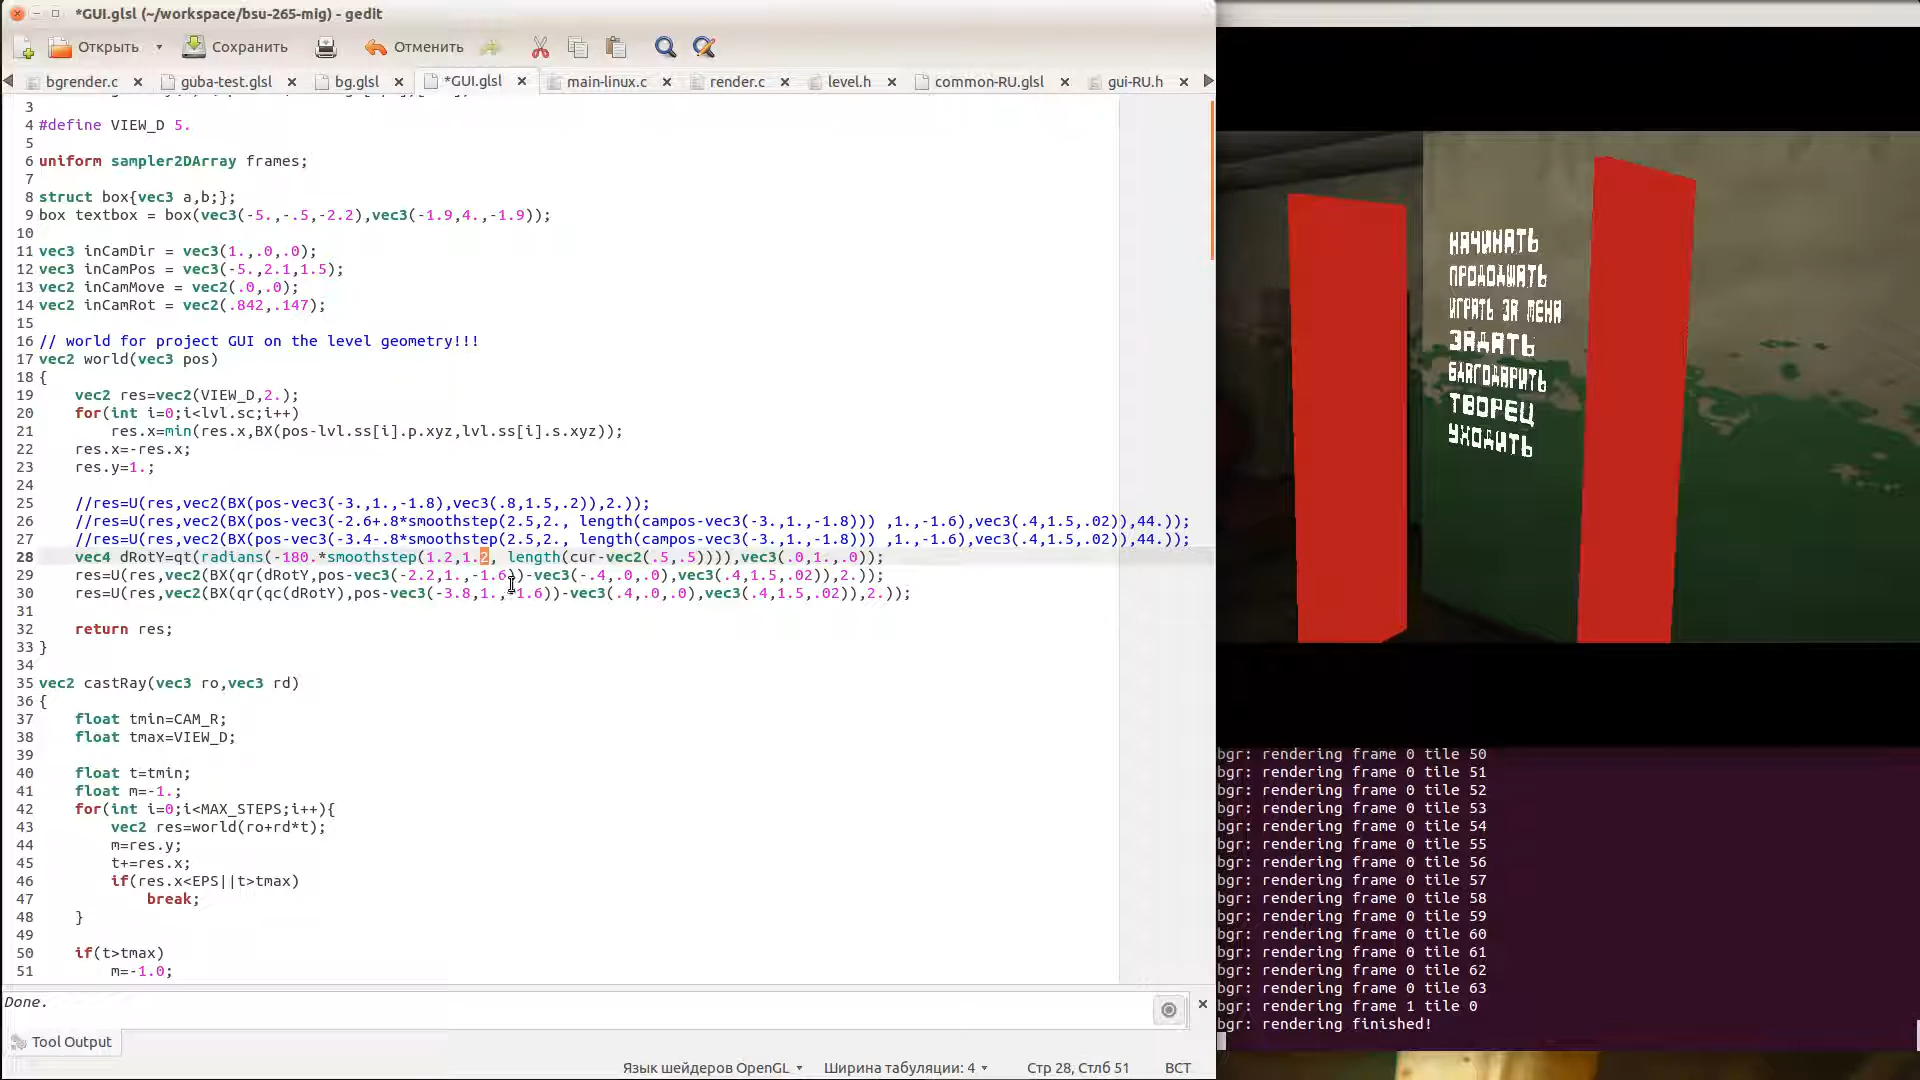 *GUI.glsl (~/workspace/bsu-265-mig) - gedit
Открыть Сохранить Отменить
bgrender.c guba-test.glsl bg.glsl *GUI.glsl main-linux.c render.c level.h common-RU.glsl gui-RU.h
3
4 #define VIEW_D 5.
5
6 uniform sampler2DArray frames;
7
8 struct box{vec3 a,b;};
9 box textbox = box(vec3(-5.,-.5,-2.2),vec3(-1.9,4.,-1.9));
10
11 vec3 inCamDir = vec3(1.,.0,.0);
12 vec3 inCamPos = vec3(-5.,2.1,1.5);
13 vec2 inCamMove = vec2(.0,.0);
14 vec2 inCamRot = vec2(.842,.147);
15
16 // world for project GUI on the level geometry!!!
17 vec2 world(vec3 pos)
18 {
19 vec2 res=vec2(VIEW_D,2.);
20 for(int i=0;i<lvl.sc;i++)
21 res.x=min(res.x,BX(pos-lvl.ss[i].p.xyz,lvl.ss[i].s.xyz));
22 res.x=-res.x;
23 res.y=1.;
24
25 //res=U(res,vec2(BX(pos-vec3(-3.,1.,-1.8),vec3(.8,1.5,.2)),2.));
26 //res=U(res,vec2(BX(pos-vec3(-2.6+.8*smoothstep(2.5,2., length(campos-vec3(-3.,1.,-1.8))) ,1.,-1.6),vec3(.4,1.5,.02)),44.));
27 //res=U(res,vec2(BX(pos-vec3(-3.4-.8*smoothstep(2.5,2., length(campos-vec3(-3.,1.,-1.8))) ,1.,-1.6),vec3(.4,1.5,.02)),44.));
28 vec4 dRotY=qt(radians(-180.*smoothstep(1.2,1.2, length(cur-vec2(.5,.5)))),vec3(.0,1.,.0));
29 res=U(res,vec2(BX(qr(dRotY,pos-vec3(-2.2,1.,-1.6))-vec3(-.4,.0,.0),vec3(.4,1.5,.02)),2.));
30 res=U(res,vec2(BX(qr(qc(dRotY),pos-vec3(-3.8,1.,-1.6))-vec3(.4,.0,.0),vec3(.4,1.5,.02)),2.));
31
32 return res;
33 }
34
35 vec2 castRay(vec3 ro,vec3 rd)
36 {
37 float tmin=CAM_R;
38 float tmax=VIEW_D;
39
40 float t=tmin;
41 float m=-1.;
42 for(int i=0;i<MAX_STEPS;i++){
43 vec2 res=world(ro+rd*t);
44 m=res.y;
45 t+=res.x;
46 if(res.x<EPS||t>tmax)
47 break;
48 }
49
50 if(t>tmax)
51 m=-1.0;
Done.
Tool Output
Язык шейдеров OpenGL Ширина табуляции: 4 Стр 28, Стлб 51 ВСТ
НАЧИНАТЬ
ПРОДОЛЖАТЬ
ИГРАТЬ ЗА МЕНЯ
ЗАДАТЬ
БЛАГОДАРИТЬ
ТВОРЕЦ
УХОДИТЬ
bgr: rendering frame 0 tile 50
bgr: rendering frame 0 tile 51
bgr: rendering frame 0 tile 52
bgr: rendering frame 0 tile 53
bgr: rendering frame 0 tile 54
bgr: rendering frame 0 tile 55
bgr: rendering frame 0 tile 56
bgr: rendering frame 0 tile 57
bgr: rendering frame 0 tile 58
bgr: rendering frame 0 tile 59
bgr: rendering frame 0 tile 60
bgr: rendering frame 0 tile 61
bgr: rendering frame 0 tile 62
bgr: rendering frame 0 tile 63
bgr: rendering frame 1 tile 0
bgr: rendering finished!